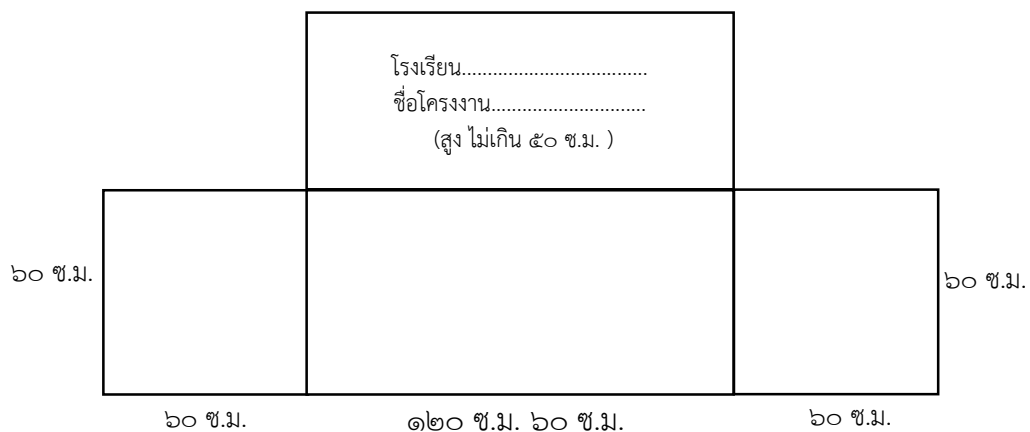 โรงเรียน....................................
ชื่อโครงงาน..............................
(สูง ไม่เกิน ๕๐ ซ.ม. )
๖๐ ซ.ม.
๖๐ ซ.ม.
๖๐ ซ.ม.
๑๒๐ ซ.ม. ๖๐ ซ.ม.
๖๐ ซ.ม.